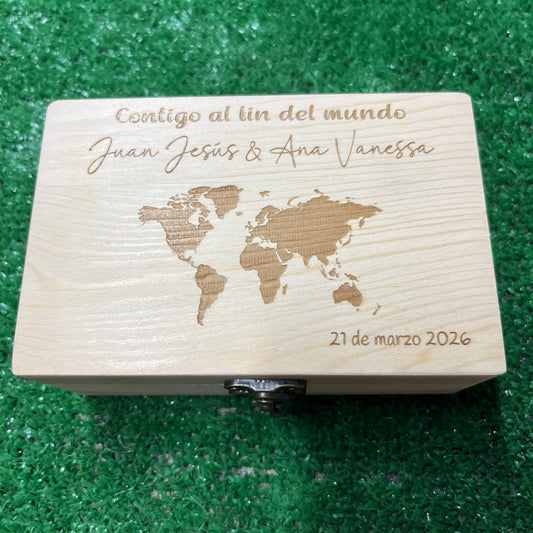 Contigo al fin del mundo
Juan Jesús & Ana Vanessa
21 de marzo 2026